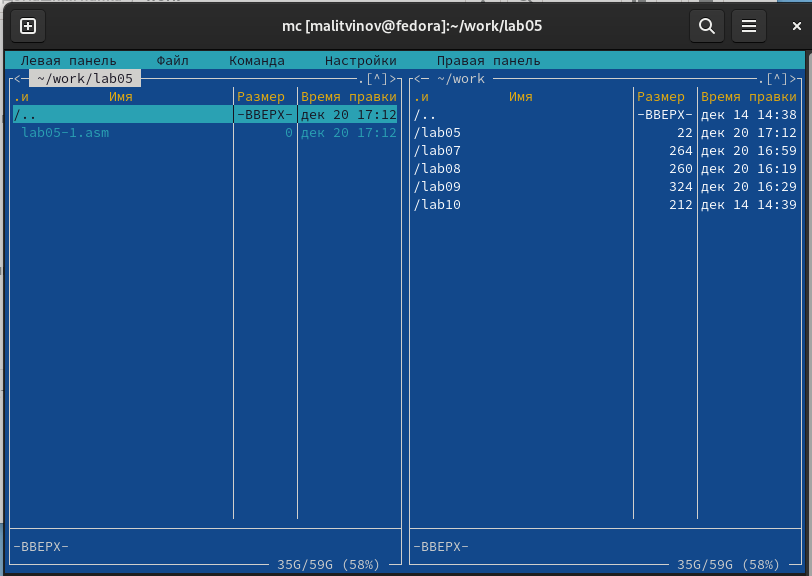 mc [malitvinov@fedora]:~/work/lab05
Левая панель Файл Команда Настройки Правая панель
<─ ~/work/lab05 .[^]> <─ ~/work .[^]>
.и Имя Размер Время правки .и Имя Размер Время правки
/.. -ВВЕРХ- дек 20 17:12 /.. -ВВЕРХ- дек 14 14:38
lab05-1.asm 0 дек 20 17:12 /lab05 22 дек 20 17:12
/lab07 264 дек 20 16:59
/lab08 260 дек 20 16:19
/lab09 324 дек 20 16:29
/lab10 212 дек 14 14:39
-ВВЕРХ- -ВВЕРХ-
35G/59G (58%) 35G/59G (58%)